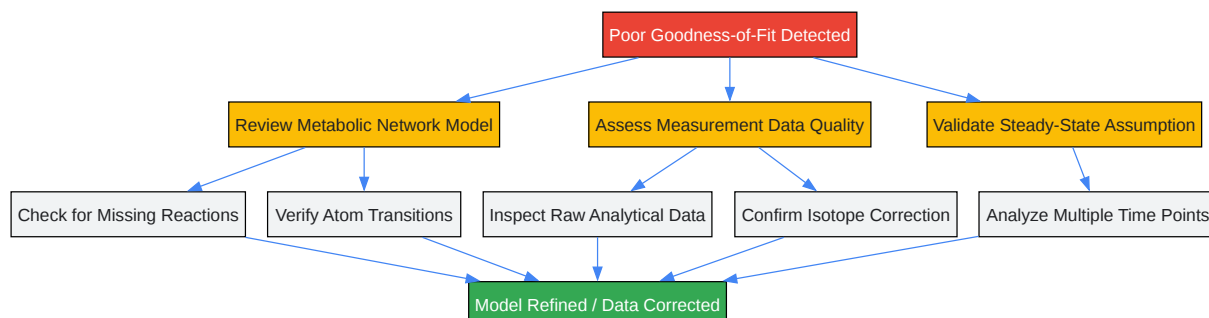 Poor Goodness-of-Fit Detected
Review Metabolic Network Model
Assess Measurement Data Quality
Validate Steady-State Assumption
Check for Missing Reactions
Verify Atom Transitions
Inspect Raw Analytical Data
Confirm Isotope Correction
Analyze Multiple Time Points
Model Refined / Data Corrected